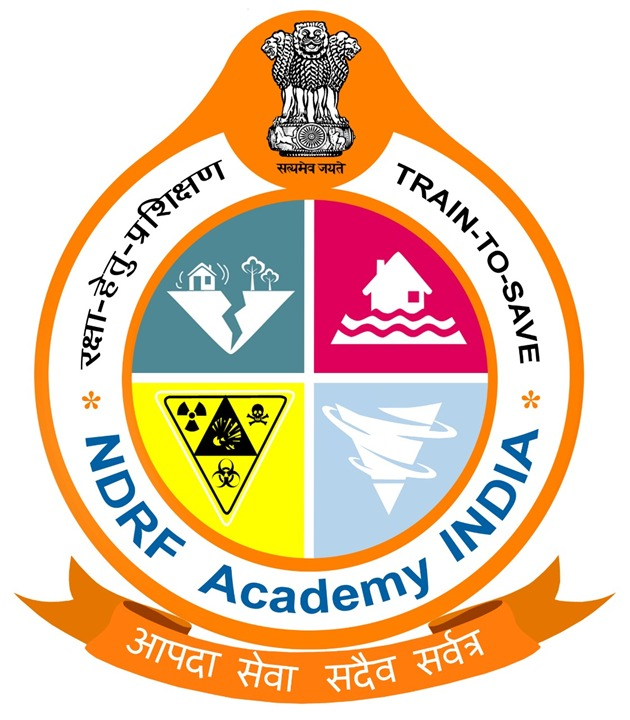 सत्यमेव जयते
रक्षा-हेतु-प्रशिक्षण
TRAIN-TO-SAVE
* NDRF Academy INDIA *
आपदा सेवा सदैव सर्वत्र